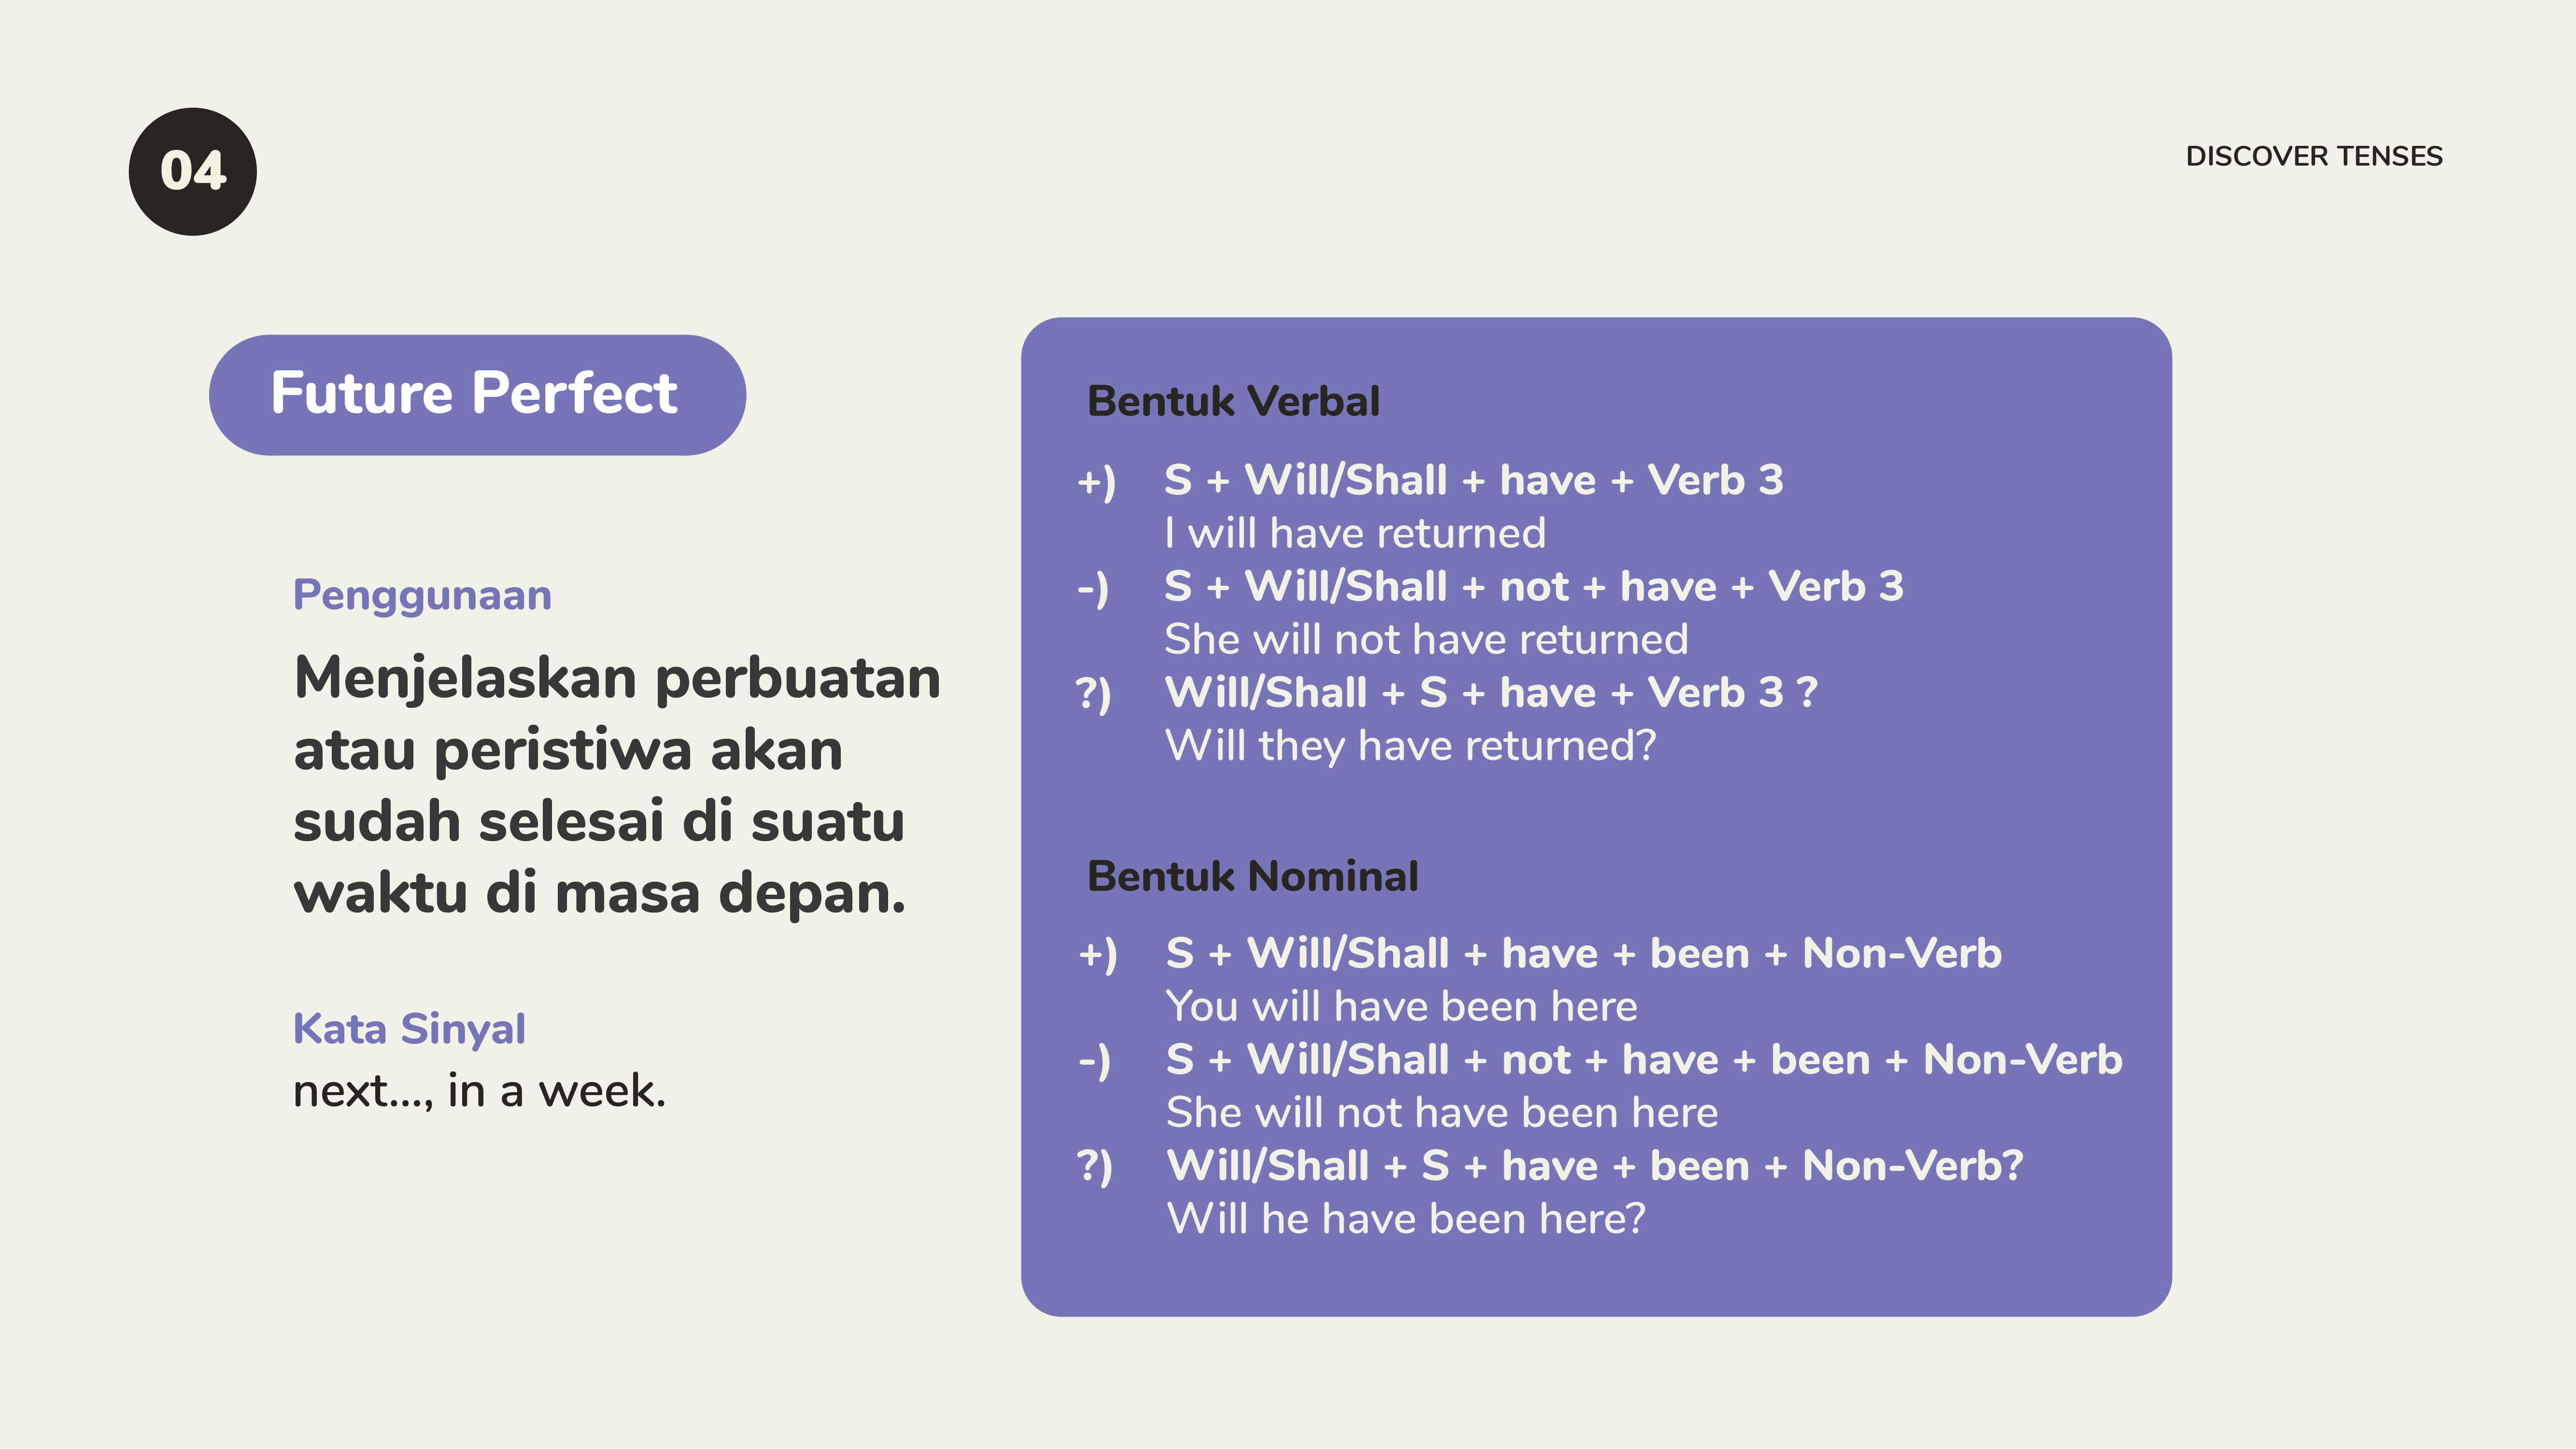 04
DISCOVER TENSES
Future Perfect
Penggunaan
Menjelaskan perbuatan
atau peristiwa akan
sudah selesai di suatu
waktu di masa depan.
Kata Sinyal
next..., in a week.
Bentuk Verbal
+) S + Will/Shall + have + Verb 3
I will have returned
-) S + Will/Shall + not + have + Verb 3
She will not have returned
?) Will/Shall + S + have + Verb 3 ?
Will they have returned?
Bentuk Nominal
+) S + Will/Shall + have + been + Non-Verb
You will have been here
-) S + Will/Shall + not + have + been + Non-Verb
She will not have been here
?) Will/Shall + S + have + been + Non-Verb?
Will he have been here?